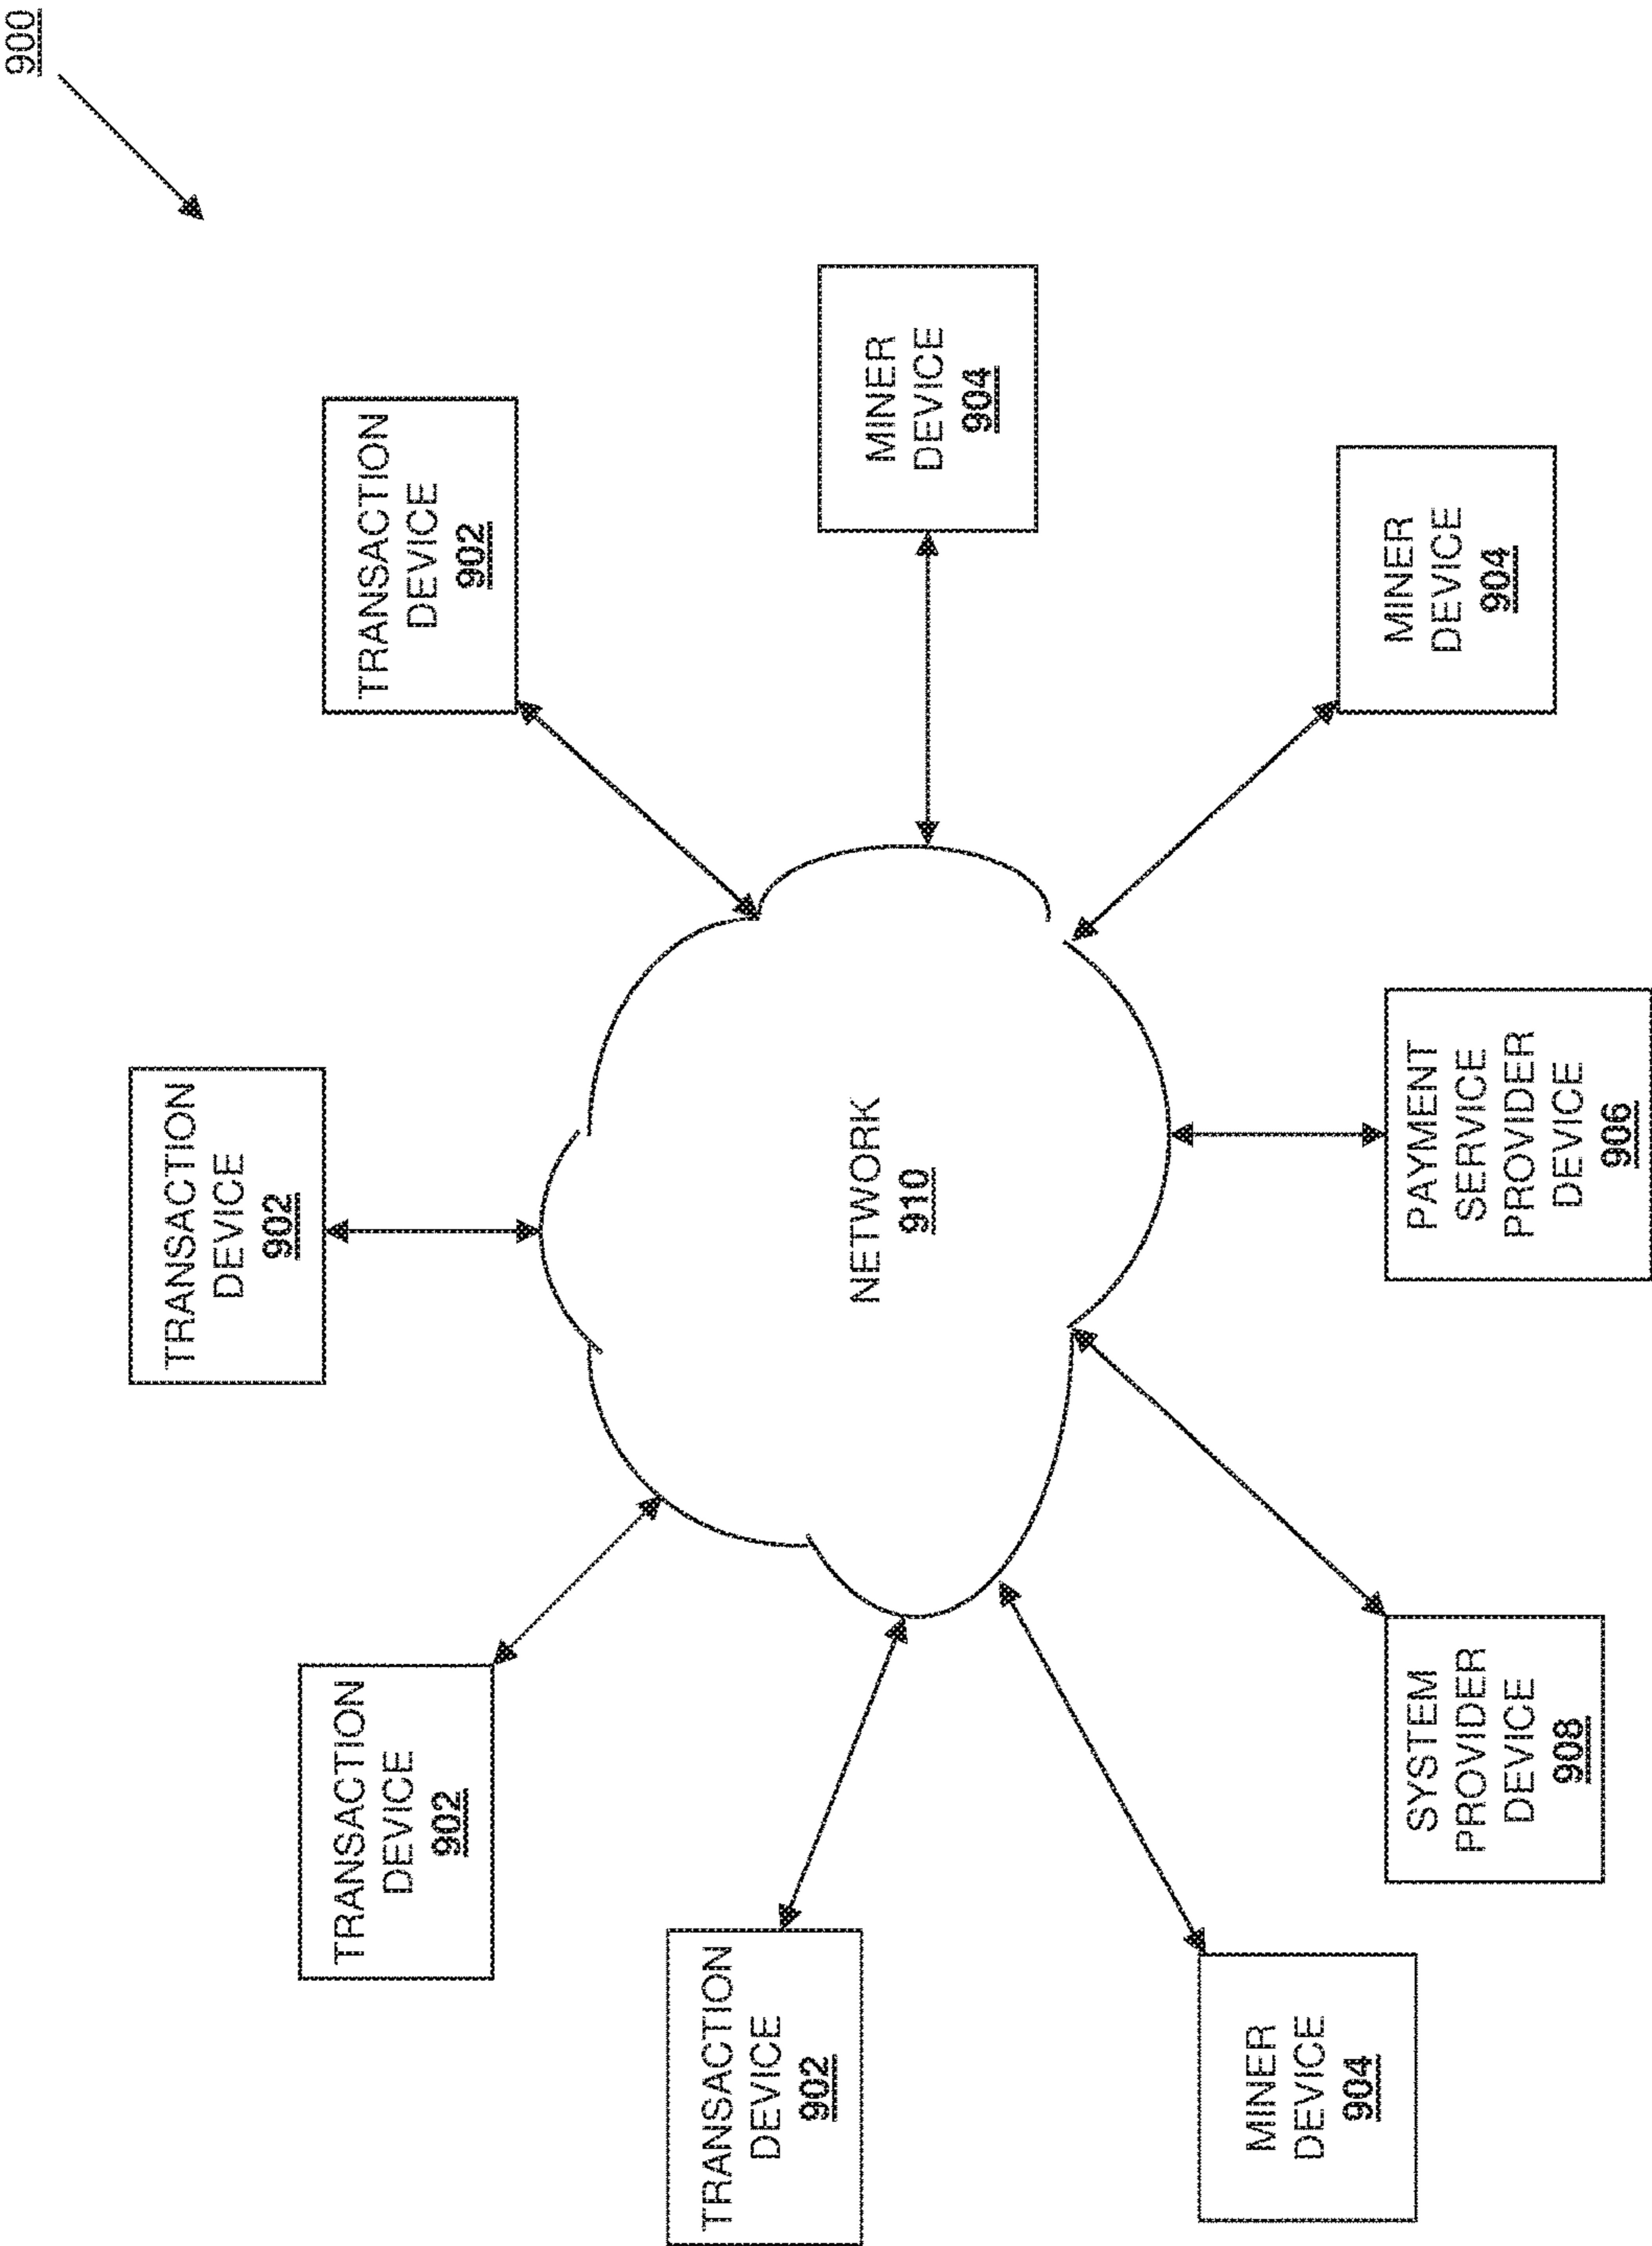 900
TRANSACTION
DEVICE
902
TRANSACTION
DEVICE
902
TRANSACTION
DEVICE
902
TRANSACTION
DEVICE
902
MINER
DEVICE
904
NETWORK
910
MINER
DEVICE
904
MINER
DEVICE
904
SYSTEM
PROVIDER
DEVICE
908
PAYMENT
SERVICE
PROVIDER
DEVICE
906